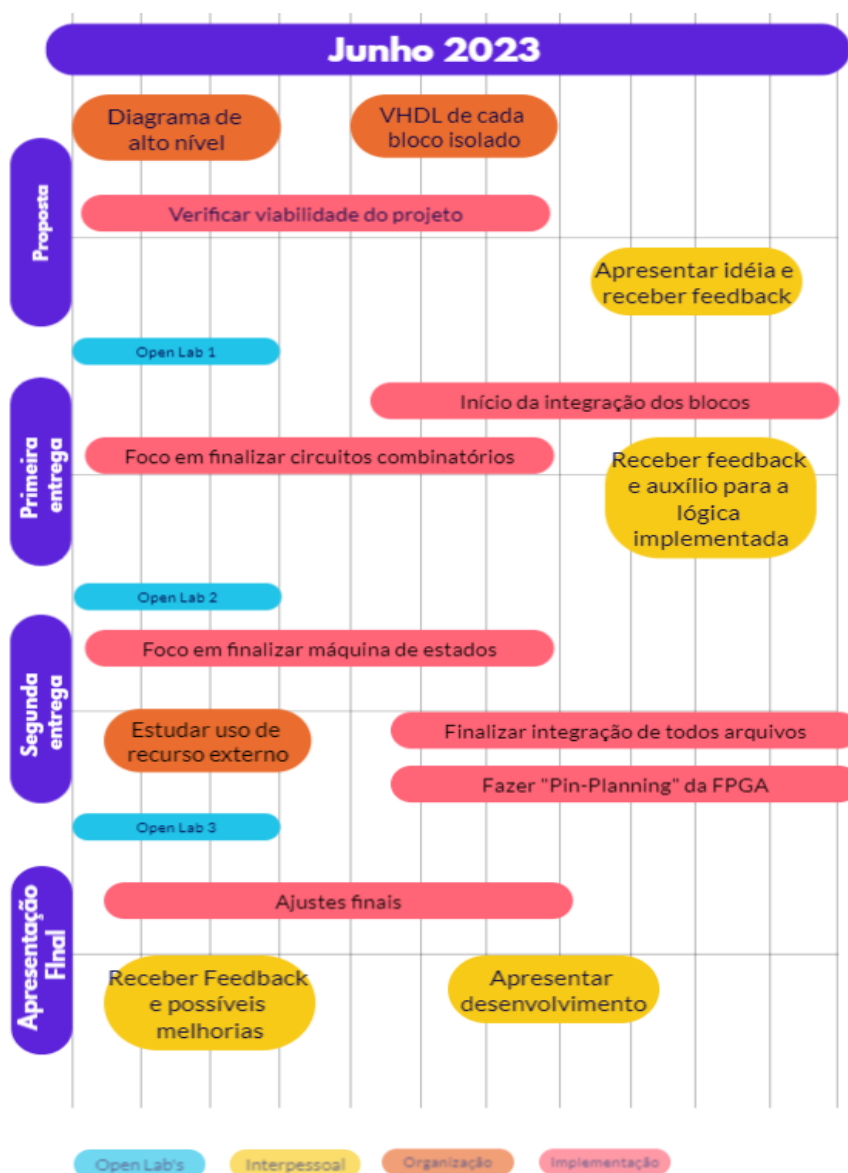 Junho 2023
Diagrama de
alto nível
VHDL de cada
bloco isolado
Proposta
Verificar viabilidade do projeto
Apresentar idéia e
receber feedback
Open Lab 1
Primeira
entrega
Início da integração dos blocos
Foco em finalizar circuitos combinatórios
Receber feedback
e auxílio para a
lógica
implementada
Open Lab 2
Segunda
entrega
Foco em finalizar máquina de estados
Estudar uso de
recurso externo
Finalizar integração de todos arquivos
Fazer "Pin-Planning" da FPGA
Open Lab 3
Apresentação
FInal
Ajustes finais
Receber Feedback
e possíveis
melhorias
Apresentar
desenvolvimento
Open Lab's
Interpessoal
Organização
Implementação